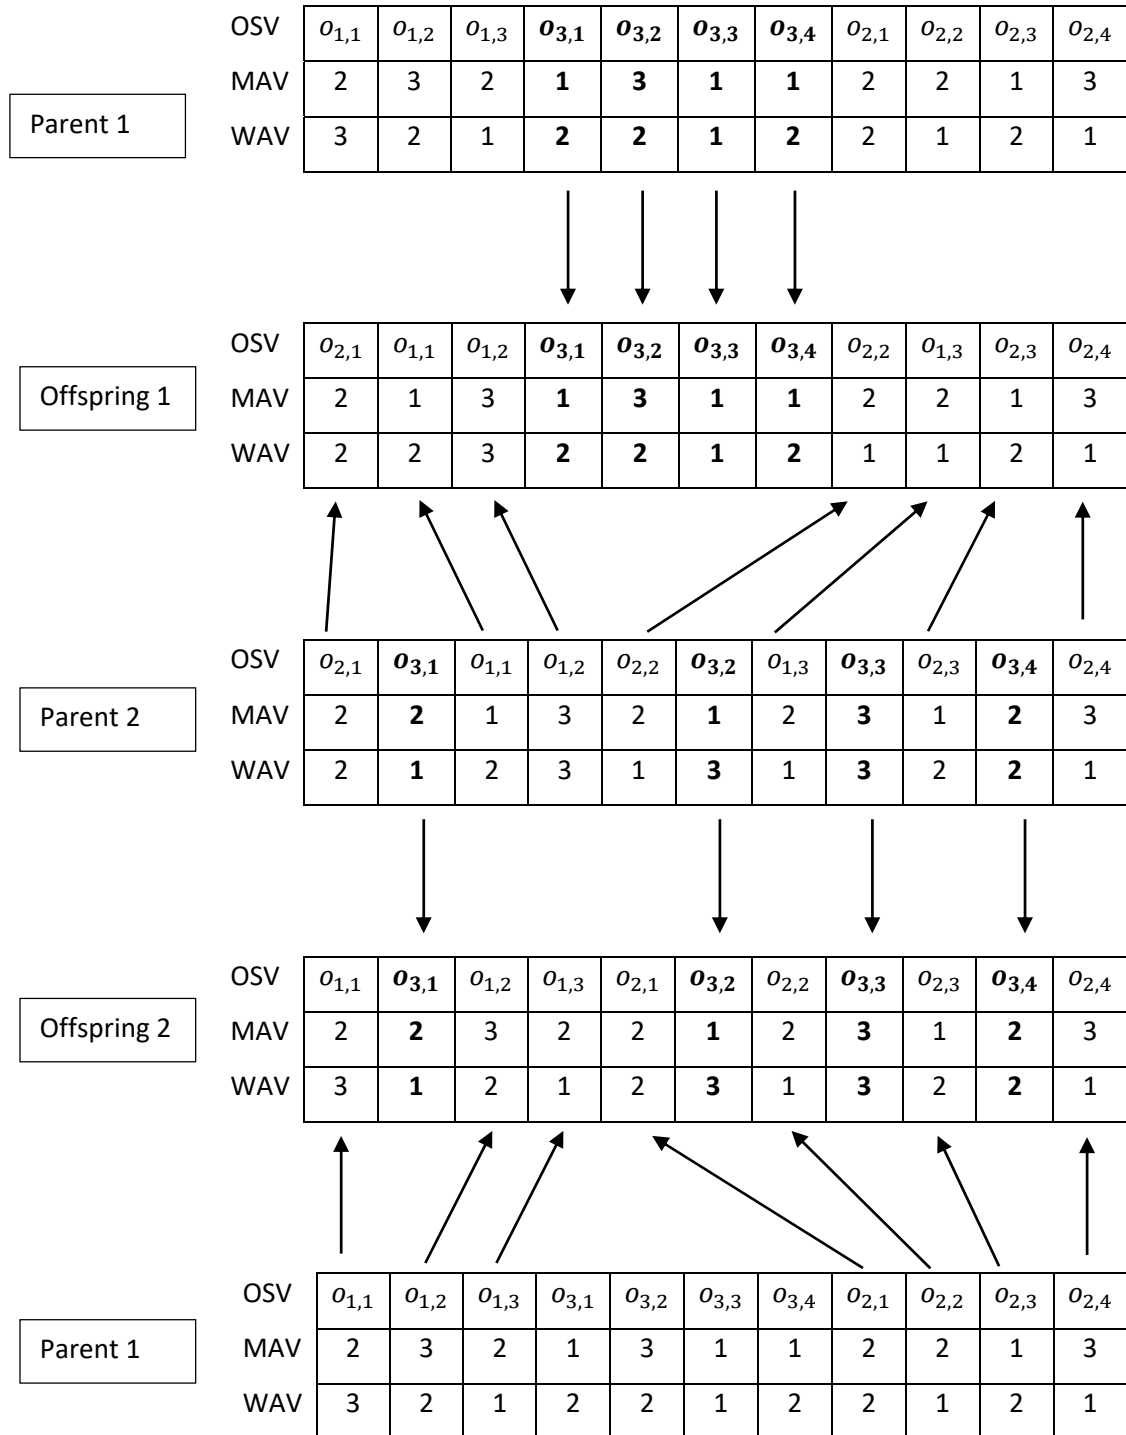 OSV o1,1 o1,2 o1,3 o3,1 o3,2 o3,3 o3,4 o2,1 o2,2 o2,3 o2,4
MAV 2 3 2 1 3 1 1 2 2 1 3
Parent 1
WAV 3 2 1 2 2 1 2 2 1 2 1
OSV o2,1 o1,1 o1,2 o3,1 o3,2 o3,3 o3,4 o2,2 o1,3 o2,3 o2,4
Offspring 1
MAV 2 1 3 1 3 1 1 2 2 1 3
WAV 2 2 3 2 2 1 2 1 1 2 1
OSV o2,1 o3,1 o1,1 o1,2 o2,2 o3,2 o1,3 o3,3 o2,3 o3,4 o2,4
Parent 2
MAV 2 2 1 3 2 1 2 3 1 2 3
WAV 2 1 2 3 1 3 1 3 2 2 1
OSV o1,1 o3,1 o1,2 o1,3 o2,1 o3,2 o2,2 o3,3 o2,3 o3,4 o2,4
Offspring 2
MAV 2 2 3 2 2 1 2 3 1 2 3
WAV 3 1 2 1 2 3 1 3 2 2 1
OSV o1,1 o1,2 o1,3 o3,1 o3,2 o3,3 o3,4 o2,1 o2,2 o2,3 o2,4
Parent 1
MAV 2 3 2 1 3 1 1 2 2 1 3
WAV 3 2 1 2 2 1 2 2 1 2 1